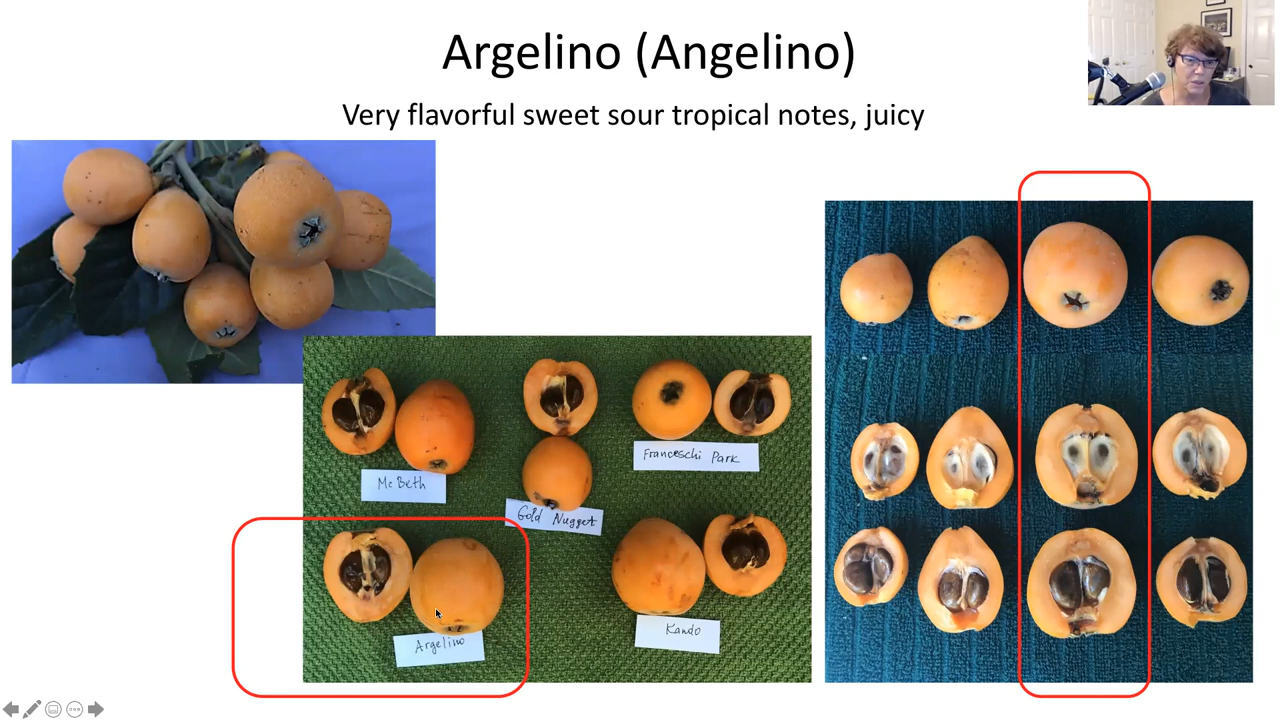 Argelino (Angelino)
Very flavorful sweet sour tropical notes, juicy
McBeth
Gold Nugget
Franceschi Park
Argelino
Kando